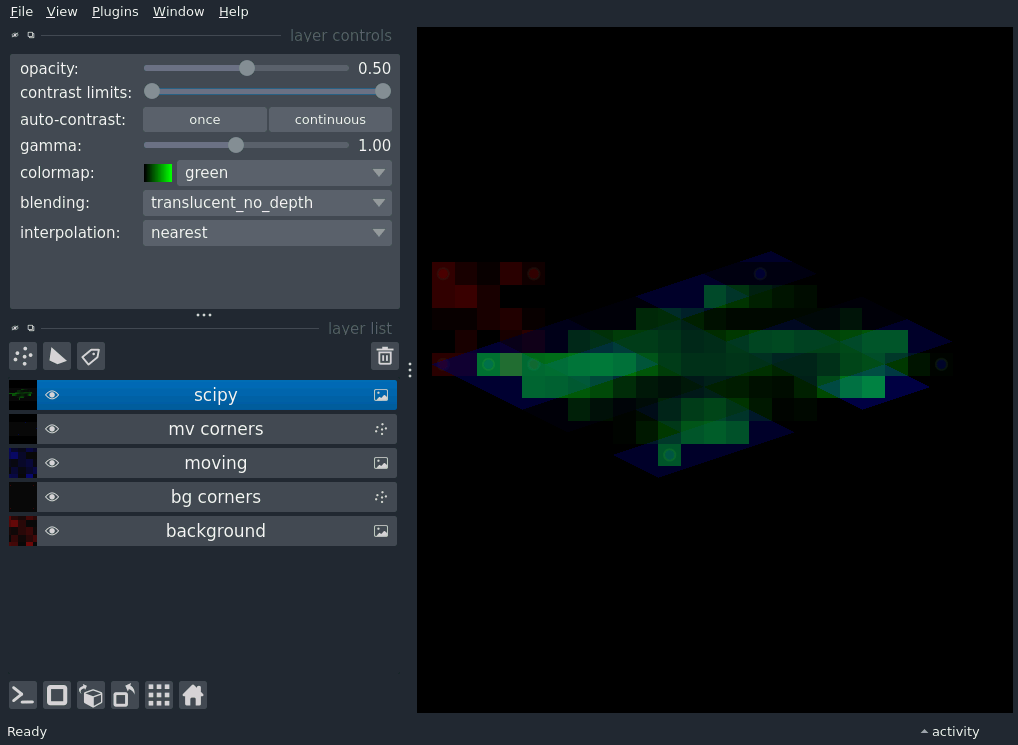 File View Plugins Window Help
layer controls
opacity: 0.50
contrast limits:
auto-contrast: once continuous
gamma: 1.00
colormap: green
blending: translucent_no_depth
interpolation: nearest
layer list
scipy
mv corners
moving
bg corners
background
Ready activity